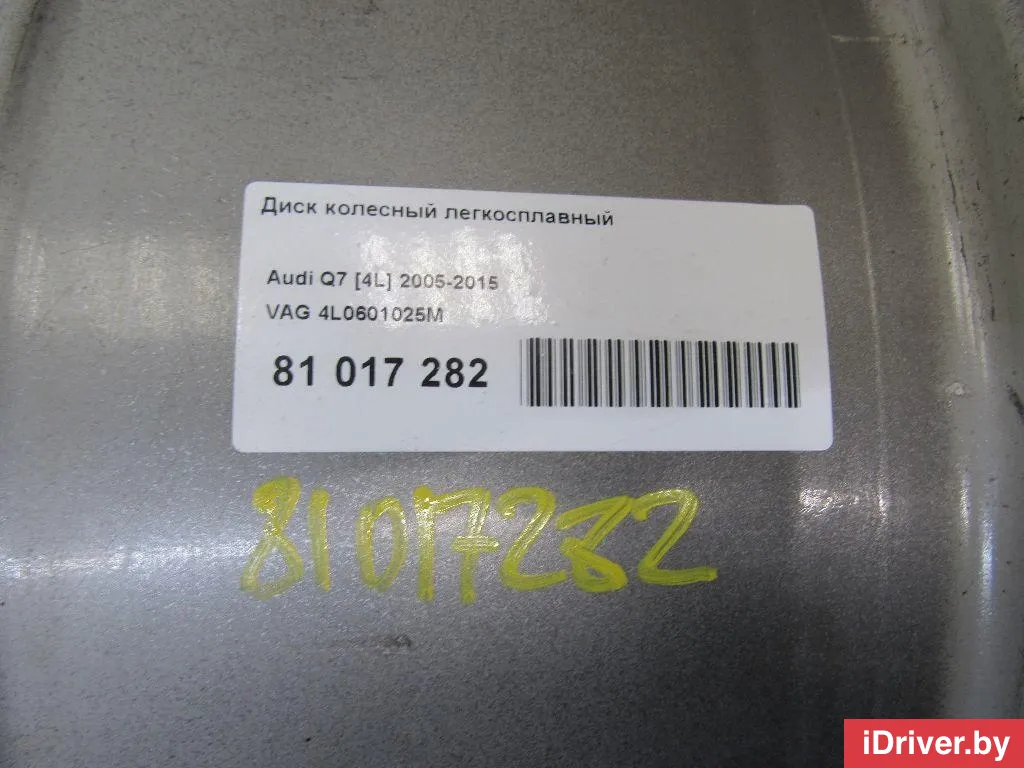 Диск колесный легкосплавный
Audi Q7 [4L] 2005-2015
VAG 4L0601025M
81 017 282
81017282
iDriver.by